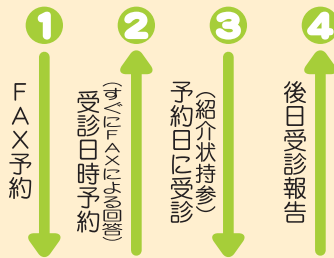 1
FAX予約
2
(すぐにFAXによる回答)
受診日時予約
3
(紹介状持参)
予約日に受診
4
後日受診報告